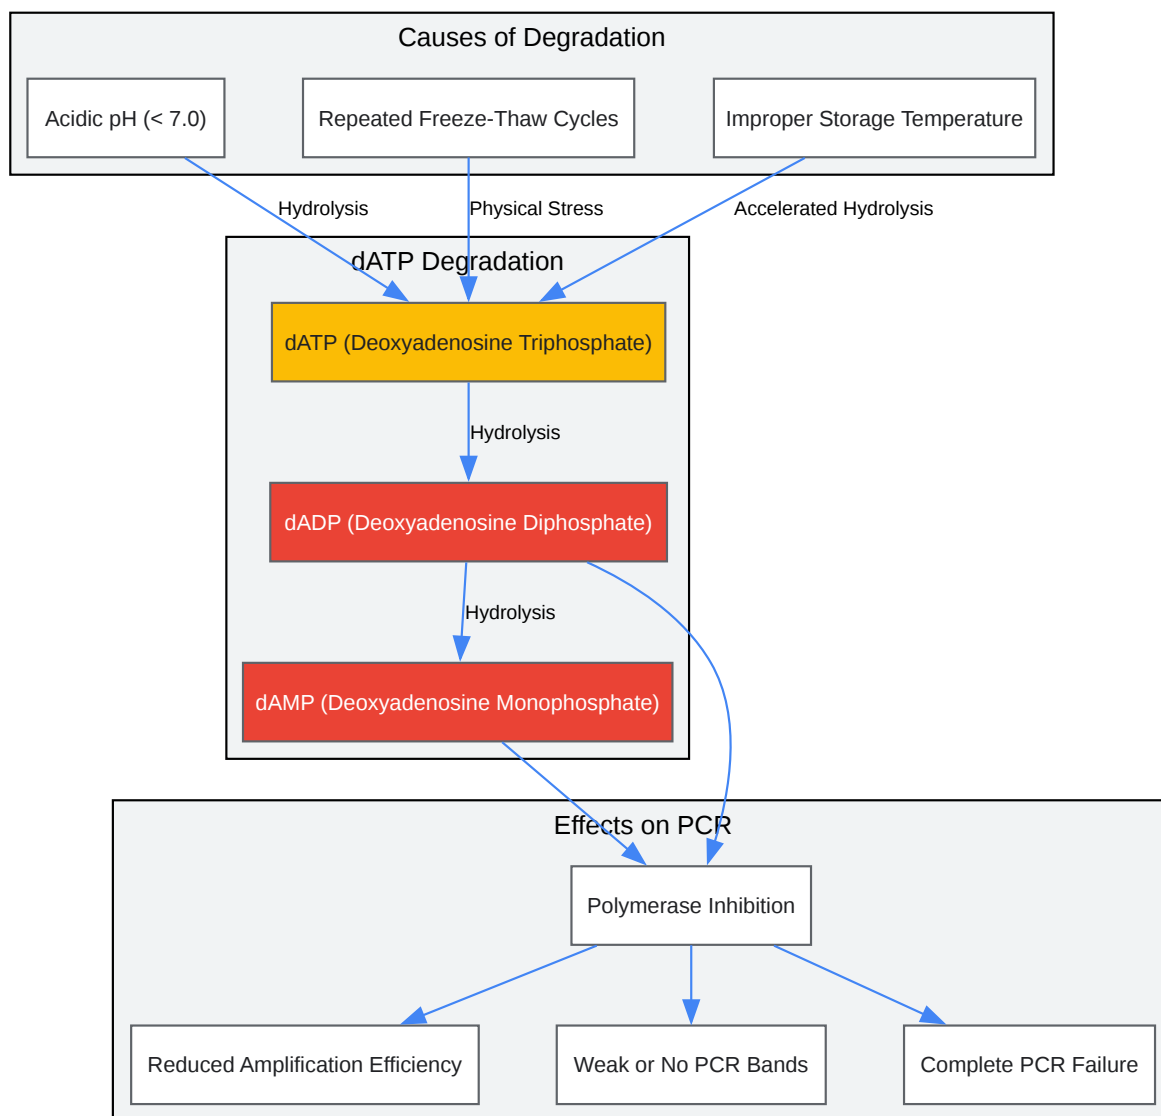 Causes of Degradation
Acidic pH (< 7.0)
Repeated Freeze-Thaw Cycles
Improper Storage Temperature
Hydrolysis
Physical Stress
Accelerated Hydrolysis
dATP Degradation
dATP (Deoxyadenosine Triphosphate)
Hydrolysis
dADP (Deoxyadenosine Diphosphate)
Hydrolysis
dAMP (Deoxyadenosine Monophosphate)
Effects on PCR
Polymerase Inhibition
Reduced Amplification Efficiency
Weak or No PCR Bands
Complete PCR Failure